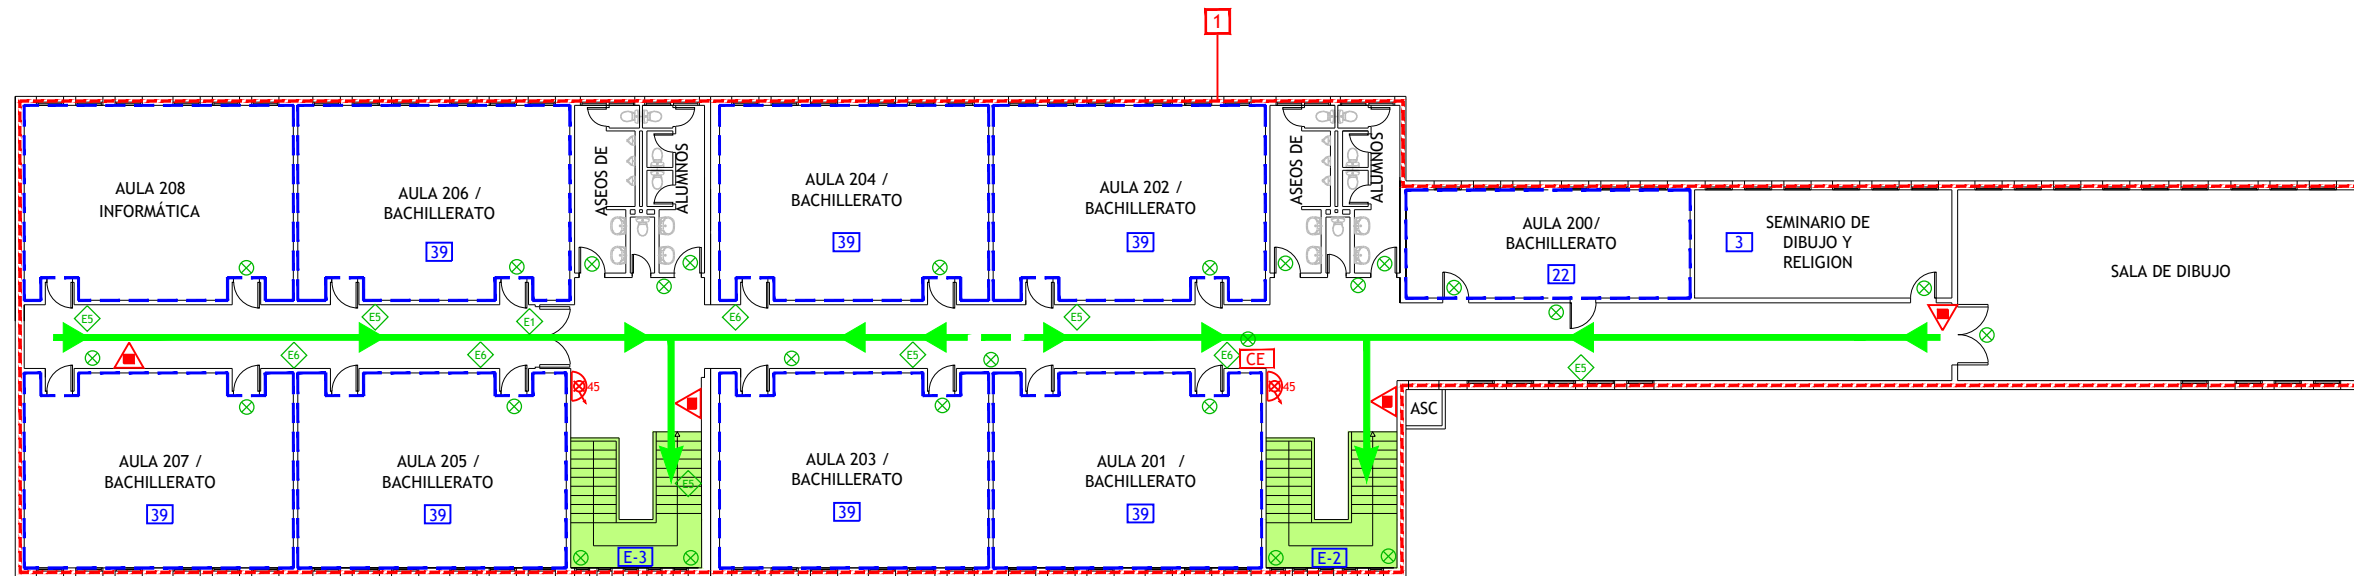 1
AULA 208
INFORMÁTICA
AULA 206 /
BACHILLERATO
39
ASEOS DE
ALUMNOS
AULA 204 /
BACHILLERATO
39
AULA 202 /
BACHILLERATO
39
ASEOS DE
ALUMNOS
AULA 200/
BACHILLERATO
22
3
SEMINARIO DE
DIBUJO Y
RELIGION
SALA DE DIBUJO
E5
E5
E1
E6
E5
E6
E6
E5
E6
CE
E5
45
45
ASC
AULA 207 /
BACHILLERATO
39
AULA 205 /
BACHILLERATO
39
E5
E-3
AULA 203 /
BACHILLERATO
39
AULA 201 /
BACHILLERATO
39
E-2